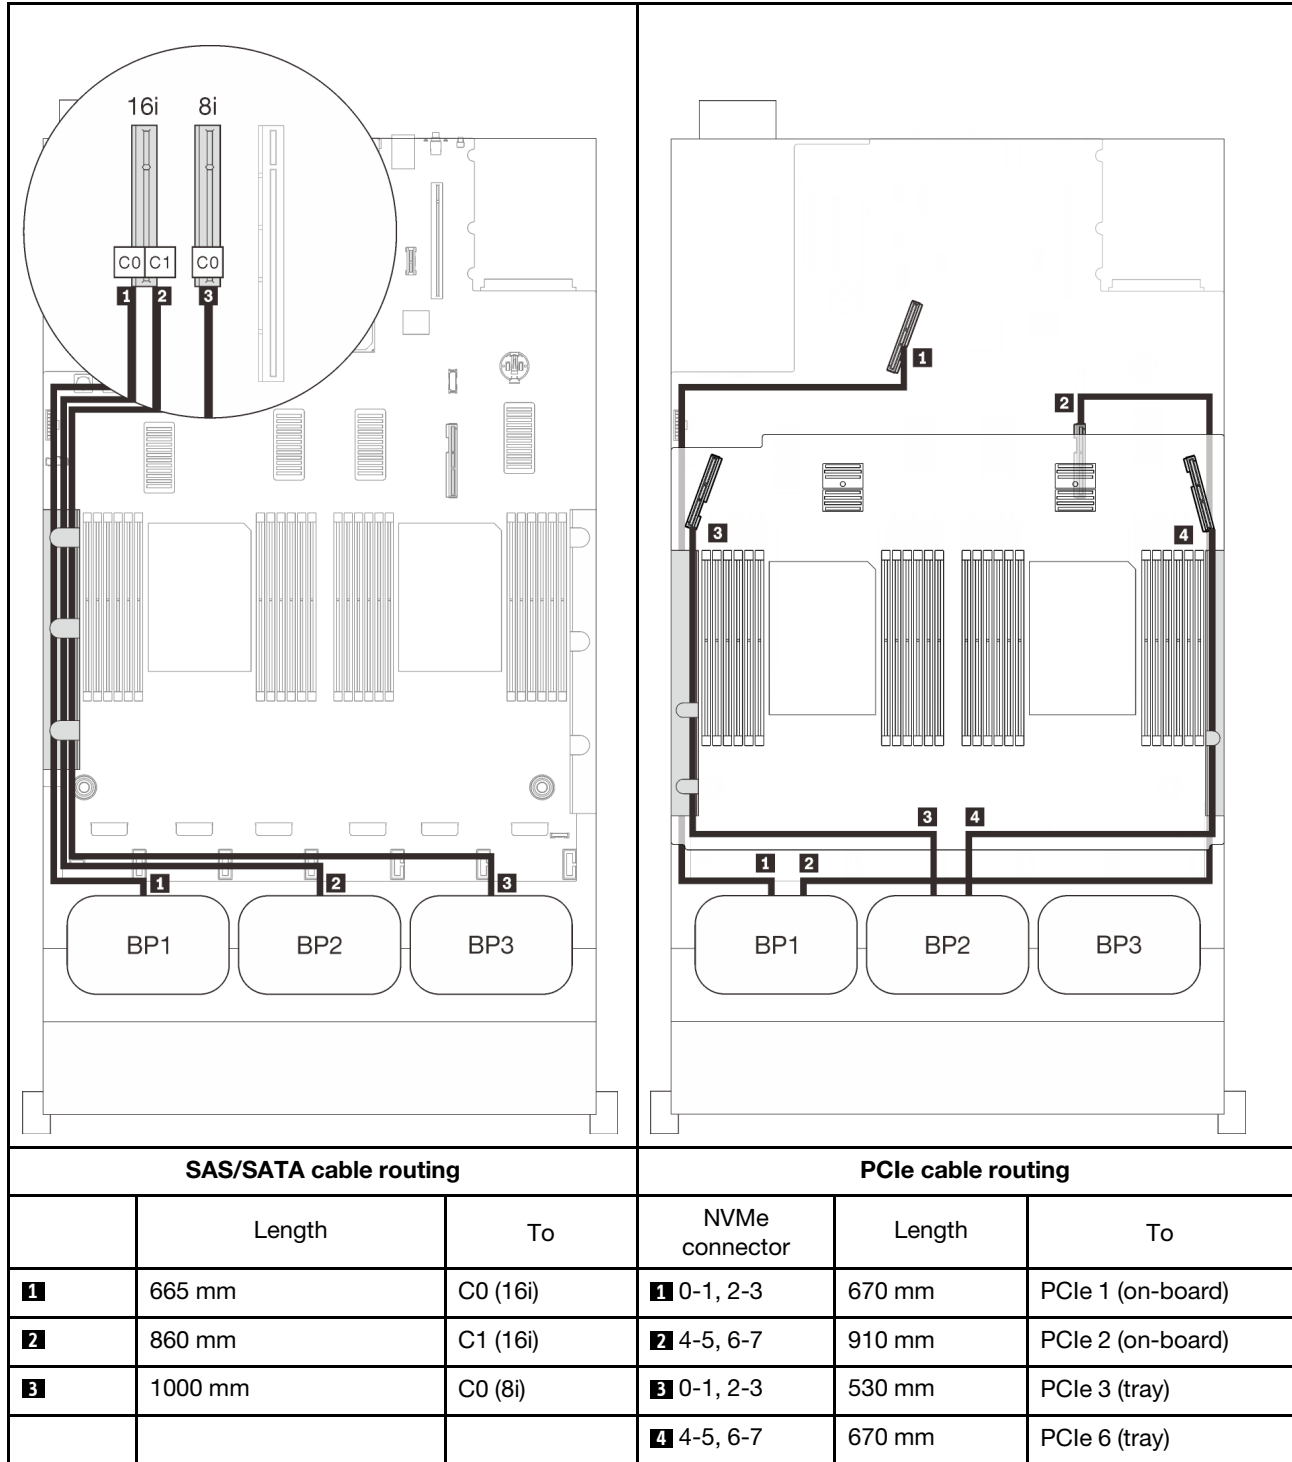 16i 8i
C0 C1 C0
1 2 3
1 2 3
BP1 BP2 BP3
1
2
3 4
3 4
1 2
BP1 BP2 BP3
SAS/SATA cable routing PCIe cable routing
Length To NVMe connector Length To
1 665 mm C0 (16i) 1 0-1, 2-3 670 mm PCIe 1 (on-board)
2 860 mm C1 (16i) 2 4-5, 6-7 910 mm PCIe 2 (on-board)
3 1000 mm C0 (8i) 3 0-1, 2-3 530 mm PCIe 3 (tray)
4 4-5, 6-7 670 mm PCIe 6 (tray)